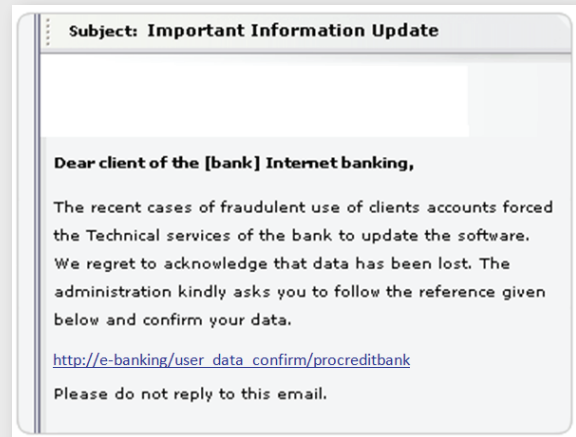 Subject: Important Information Update
Dear client of the [bank] Internet banking,
The recent cases of fraudulent use of clients accounts forced
the Technical services of the bank to update the software.
We regret to acknowledge that data has been lost. The
administration kindly asks you to follow the reference given
below and confirm your data.
http://e-banking/user_data_confirm/procreditbank
Please do not reply to this email.